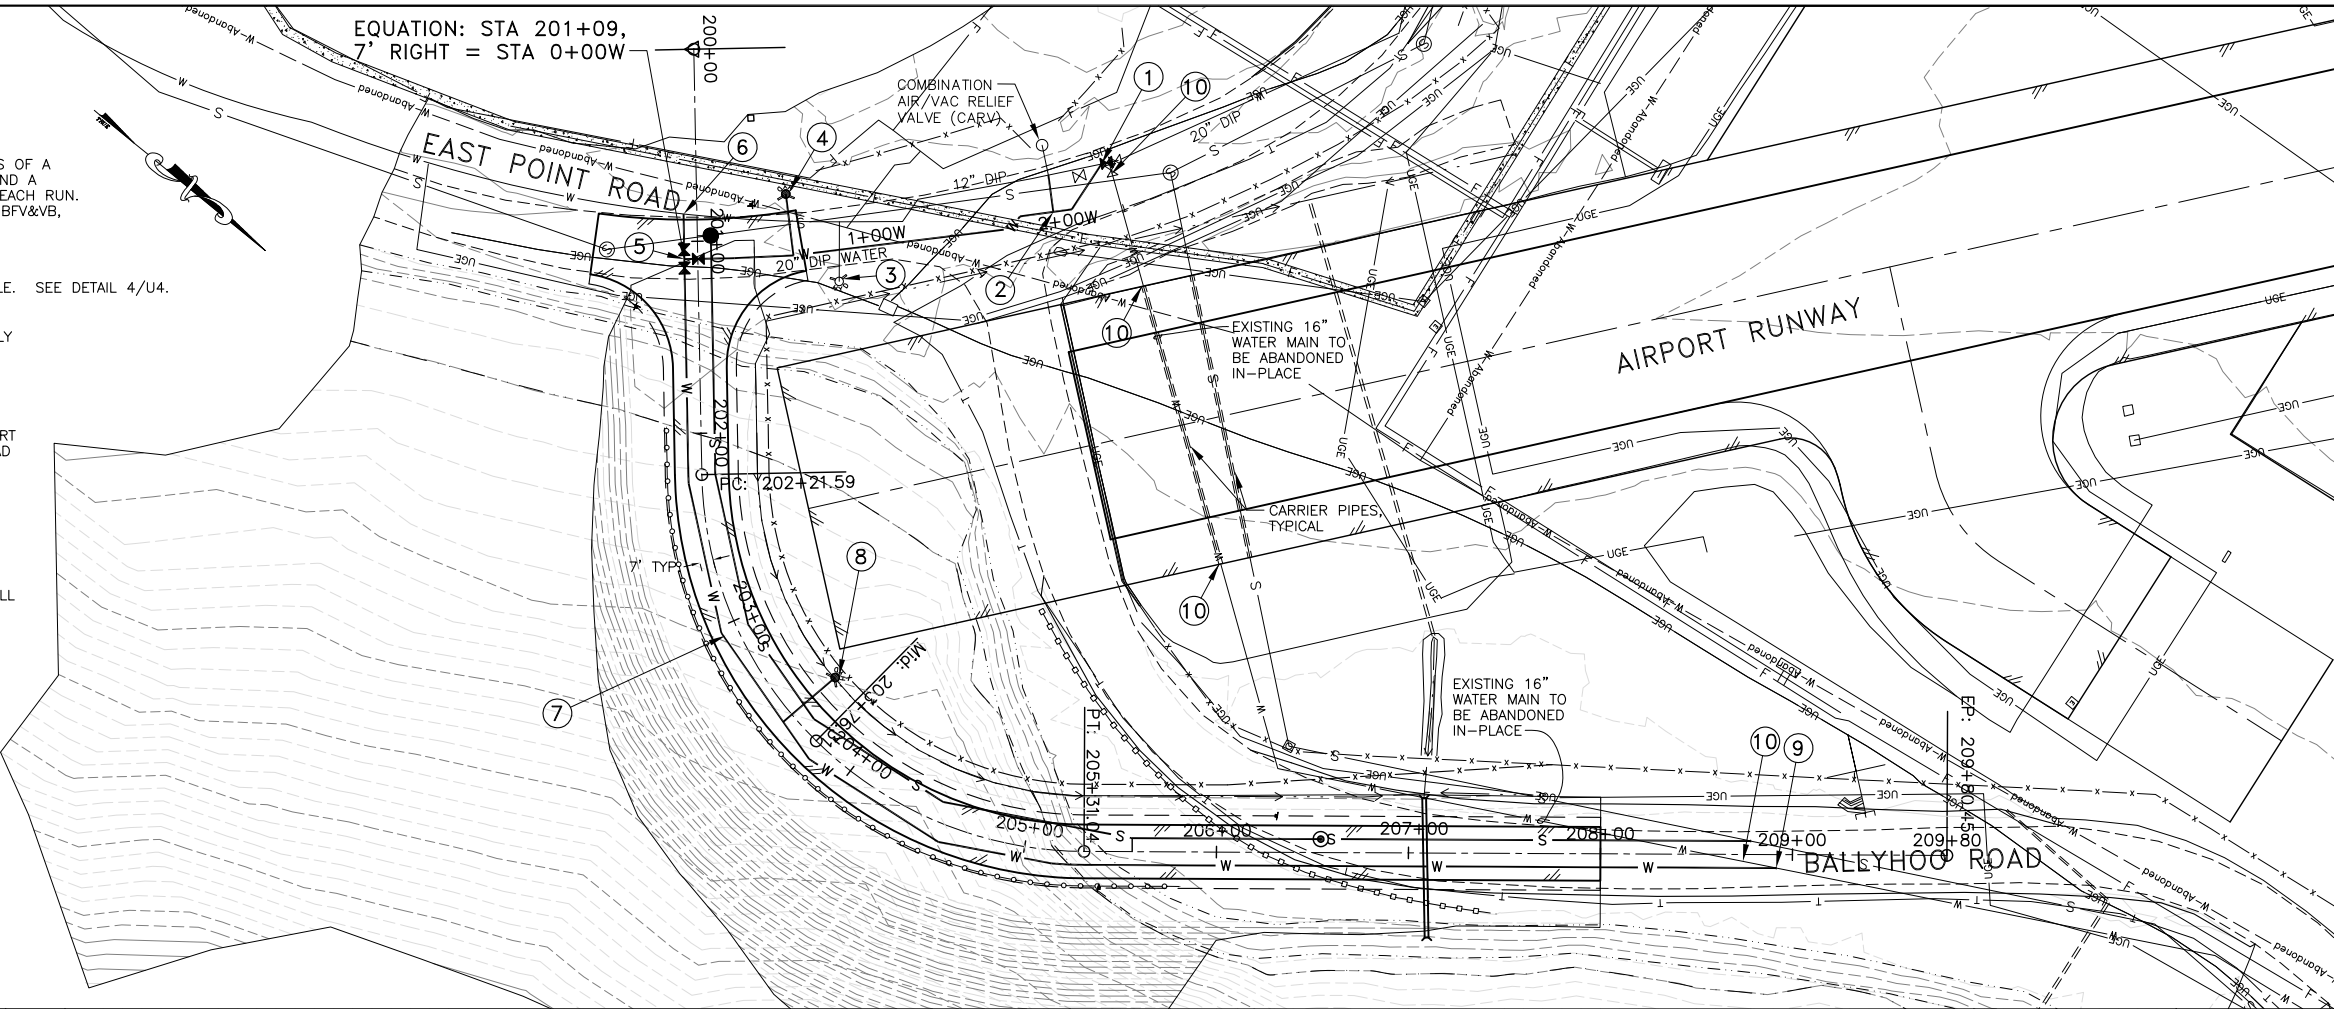 EQUATION: STA 201+09,
7' RIGHT = STA 0+00W
200+00
COMBINATION
AIR/VAC RELIEF
VALVE (CARV)
1
10
20" DIP
4
6
EAST POINT ROAD
12" DIP
S OF A
ND A
EACH RUN.
BFV&VB,
LE. SEE DETAIL 4/U4.
LY
RT
AD
LL
5
201+00
1+00W
2+00W
20" DIP WATER
3
2
10
EXISTING 16"
WATER MAIN TO
BE ABANDONED
IN-PLACE
AIRPORT RUNWAY
202+00
PC: 202+21.59
CARRIER PIPES,
TYPICAL
7' TYP
8
203+00
10
7
204+00
EXISTING 16"
WATER MAIN TO
BE ABANDONED
IN-PLACE
10
9
PT: 205+31.04
EP: 209+80.45
205+00
206+00
207+00
208+00
209+00
209+80
BALLYHOO ROAD
W-Abandoned
UGE